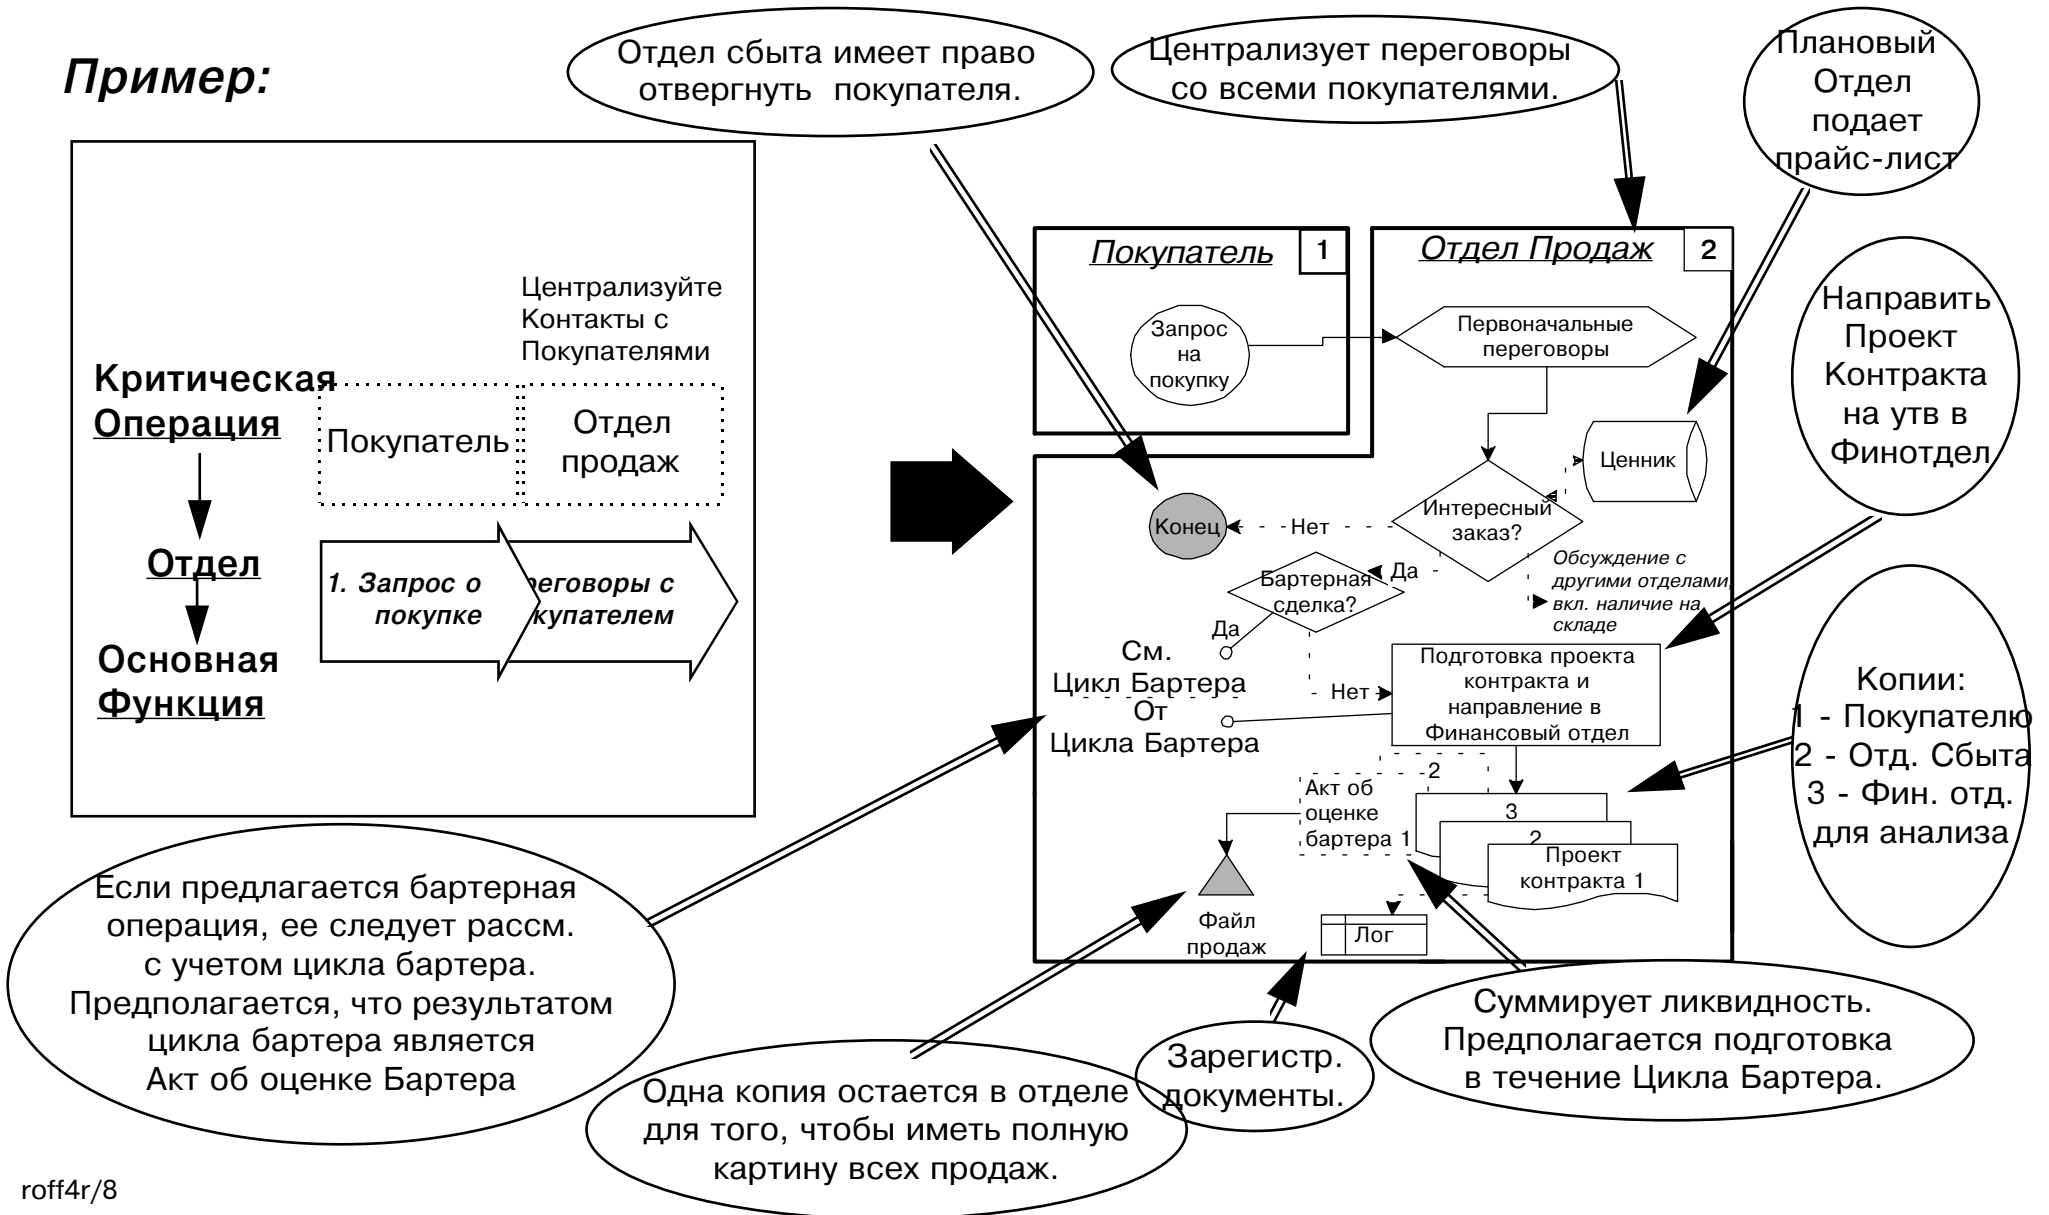 Пример:
Отдел сбыта имеет право
отвергнуть покупателя.
Централизует переговоры
со всеми покупателями.
Плановый
Отдел
подает
прайс-лист
Централизуйте
Контакты с
Покупателями
Критическая
Операция
Покупатель
Отдел
продаж
Отдел
1. Запрос о
покупке
реговоры с
купателем
Основная
Функция
Покупатель
1
Отдел Продаж
2
Запрос
на
покупку
Первоначальные
переговоры
Ценник
Интересный
заказ?
Нет
Конец
Да
Бартерная
сделка?
Обсуждение с
другими отделами,
вкл. наличие на
складе
Да
См.
Цикл Бартера
От
Цикла Бартера
Нет
Подготовка проекта
контракта и
направление в
Финансовый отдел
2
Акт об
оценке
бартера 1
3
2
Проект
контракта 1
Файл
продаж
Лог
Направить
Проект
Контракта
на утв в
Финотдел
Копии:
1 - Покупателю
2 - Отд. Сбыта
3 - Фин. отд.
для анализа
Если предлагается бартерная
операция, ее следует рассм.
с учетом цикла бартера.
Предполагается, что результатом
цикла бартера является
Акт об оценке Бартера
Одна копия остается в отделе
для того, чтобы иметь полную
картину всех продаж.
Зарегистр.
документы.
Суммирует ликвидность.
Предполагается подготовка
в течение Цикла Бартера.
roff4r/8